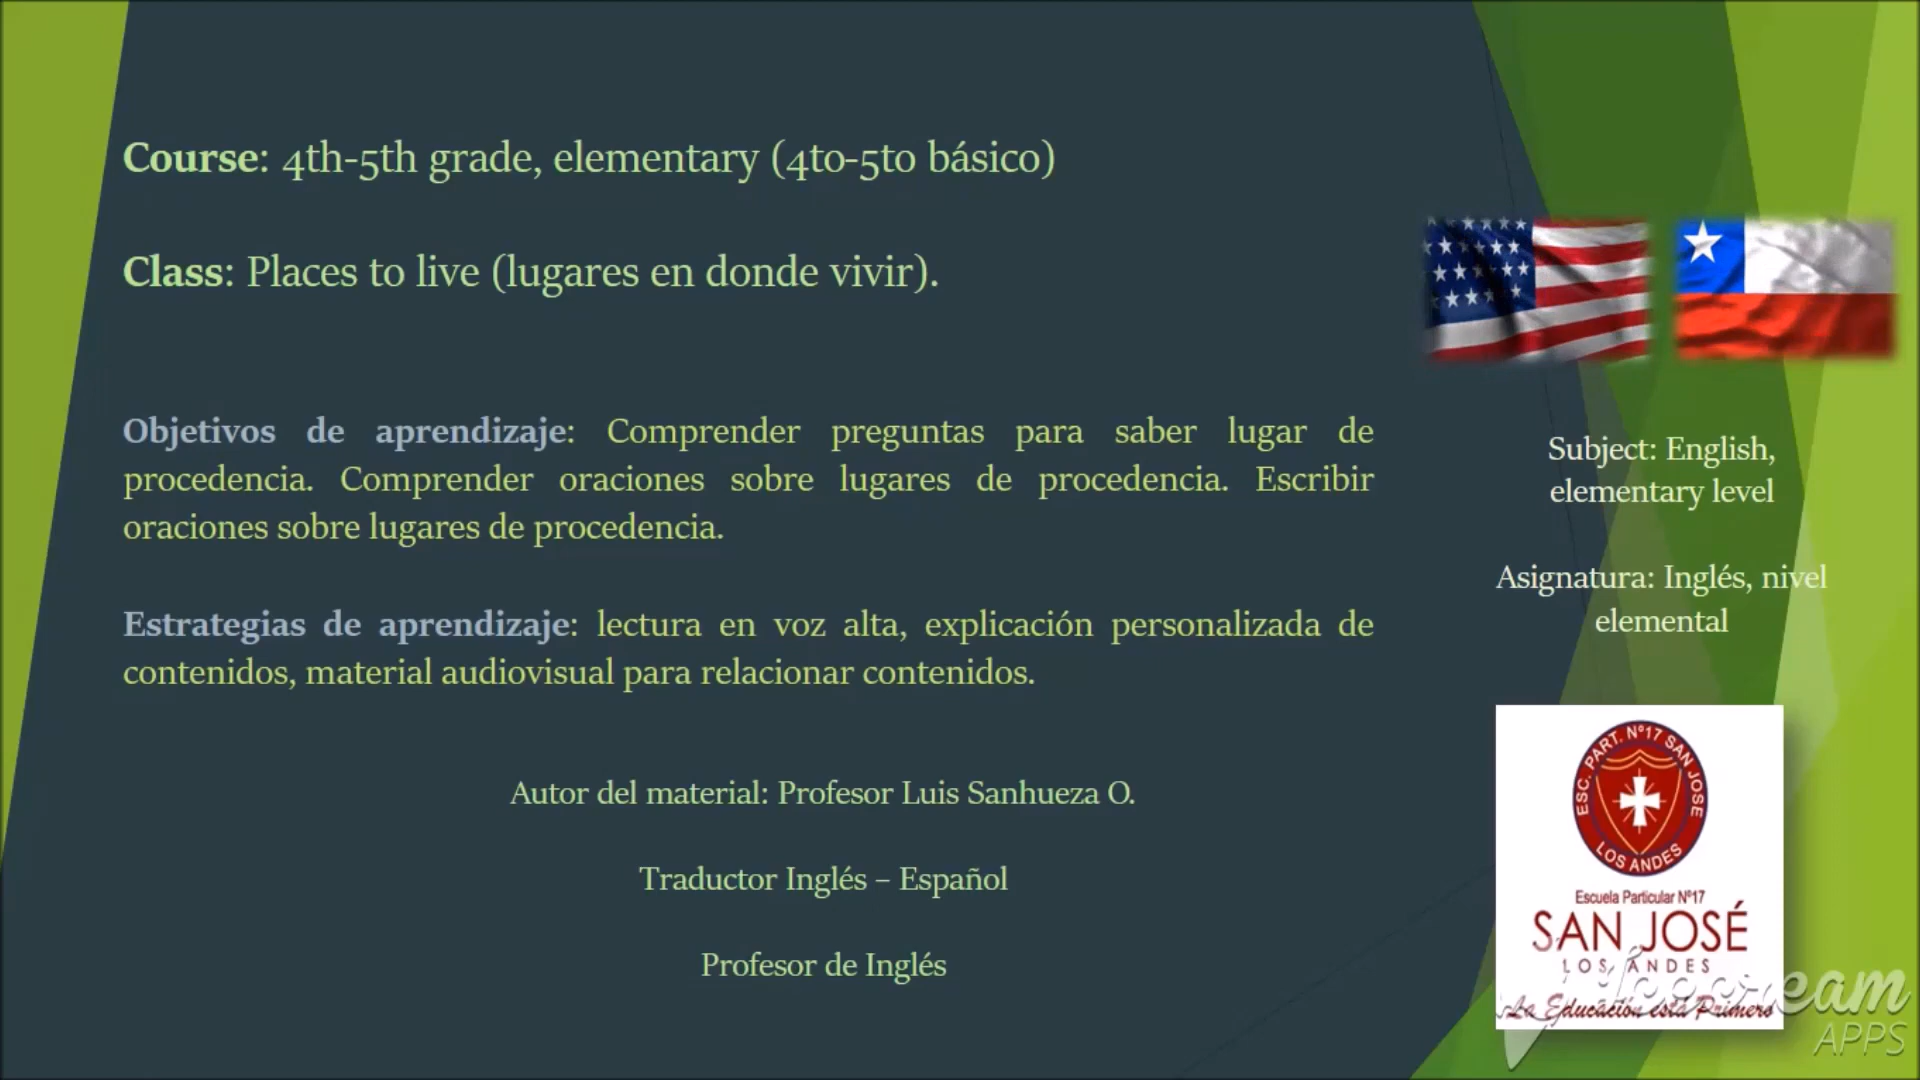 Course: 4th-5th grade, elementary (4to-5to básico)
Class: Places to live (lugares en donde vivir).
Objetivos de aprendizaje: Comprender preguntas para saber lugar de
procedencia. Comprender oraciones sobre lugares de procedencia. Escribir
oraciones sobre lugares de procedencia.
Estrategias de aprendizaje: lectura en voz alta, explicación personalizada de
contenidos, material audiovisual para relacionar contenidos.
Autor del material: Profesor Luis Sanhueza O.
Traductor Inglés – Español
Profesor de Inglés
Subject: English,
elementary level
Asignatura: Inglés, nivel
elemental
ESC. PART. Nº17 SAN JOSE
LOS ANDES
Escuela Particular Nº17
SAN JOSÉ
LOS ANDES
La Educación está Primero
APPS